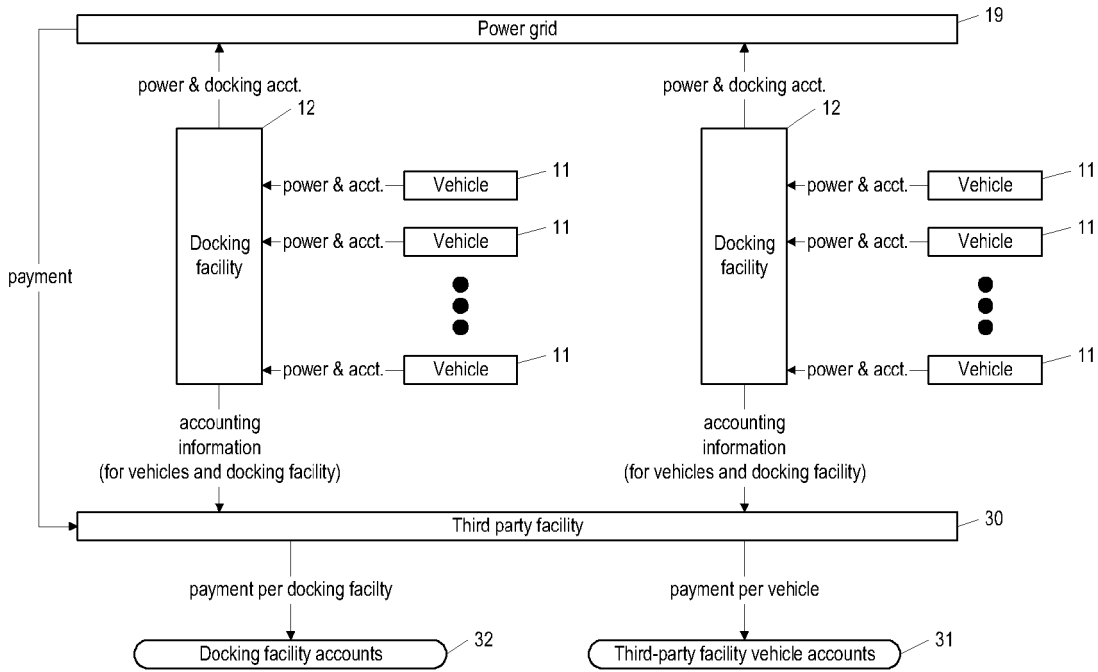 Power grid
19
power & docking acct.
power & docking acct.
12
12
power & acct.
Vehicle
11
power & acct.
Vehicle
11
power & acct.
Vehicle
11
power & acct.
Vehicle
11
Docking
facility
Docking
facility
payment
power & acct.
Vehicle
11
power & acct.
Vehicle
11
accounting
information
(for vehicles and docking facility)
accounting
information
(for vehicles and docking facility)
Third party facility
30
payment per docking facilty
payment per vehicle
Docking facility accounts
32
Third-party facility vehicle accounts
31